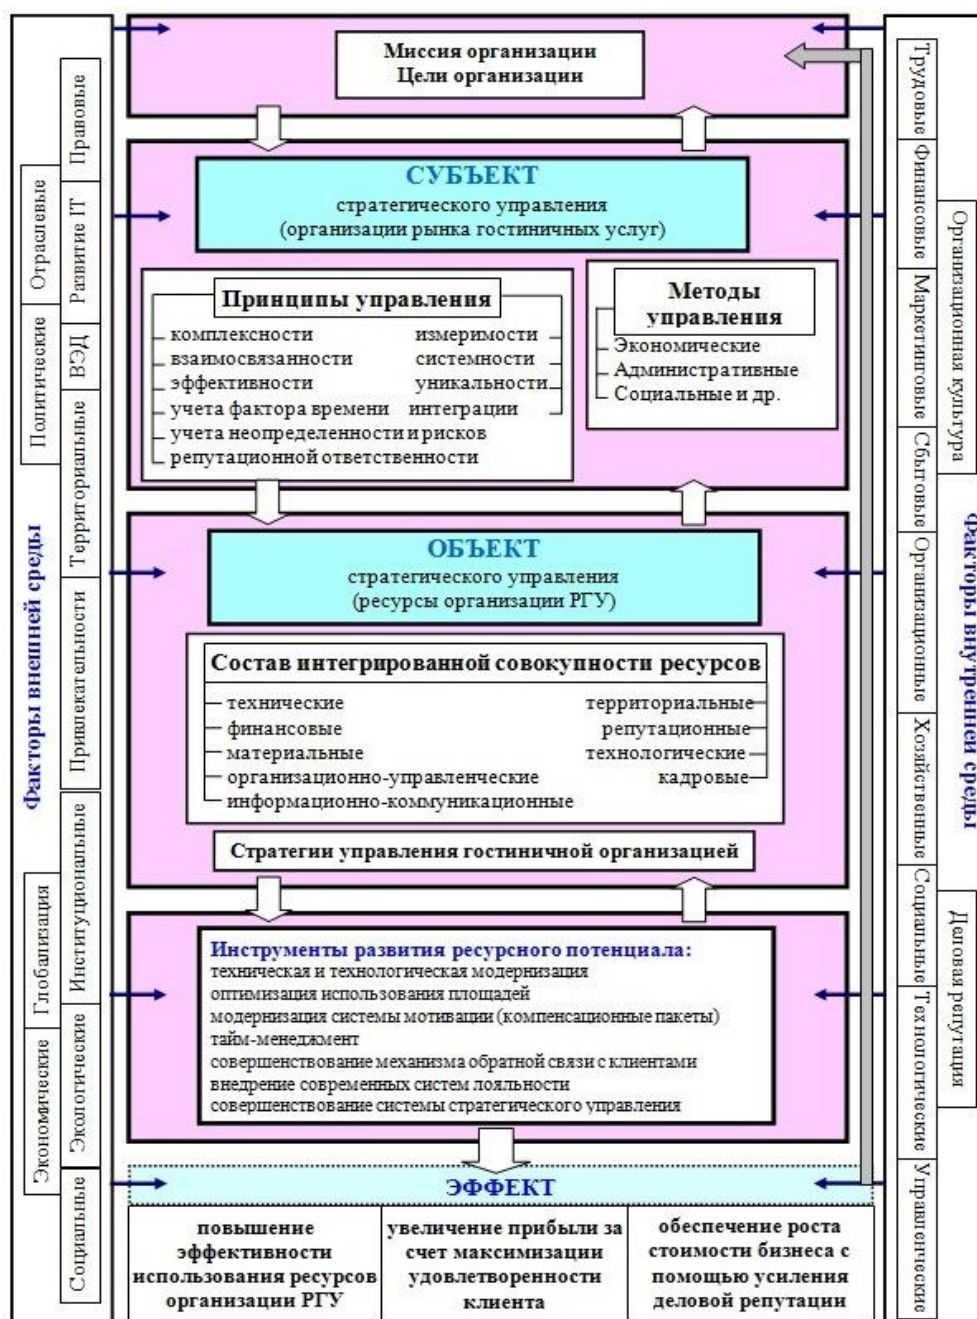 Факторы внешней среды
Отраслевые
Политические
Глобализация
Экономические
Правовые
Развитие IT
ВЭД
Территориальные
Привлекательности
Институциональные
Экологические
Социальные
Миссия организации
Цели организации
СУБЪЕКТ
стратегического управления
(организации рынка гостиничных услуг)
Принципы управления
комплексности
взаимосвязанности
эффективности
учета фактора времени
учета неопределенности и рисков
репутационной ответственности
измеримости
системности
уникальности
интеграции
Методы
управления
Экономические
Административные
Социальные и др.
ОБЪЕКТ
стратегического управления
(ресурсы организации РГУ)
Состав интегрированной совокупности ресурсов
технические
финансовые
материальные
организационно-управленческие
информационно-коммуникационные
территориальные
репутационные
технологические
кадровые
Стратегии управления гостиничной организацией
Инструменты развития ресурсного потенциала:
техническая и технологическая модернизация
оптимизация использования площадей
модернизация системы мотивации (компенсационные пакеты)
тайм-менеджмент
совершенствование механизма обратной связи с клиентами
внедрение современных систем лояльности
совершенствование системы стратегического управления
ЭФФЕКТ
повышение
эффективности
использования ресурсов
организации РГУ
увеличение прибыли за
счет максимизации
удовлетворенности
клиента
обеспечение роста
стоимости бизнеса с
помощью усиления
деловой репутации
Трудовые
Финансовые
Маркетинговые
Сбытовые
Организационные
Хозяйственные
Социальные
Технологические
Управленческие
Организационная культура
Деловая репутация
Факторы внутренней среды